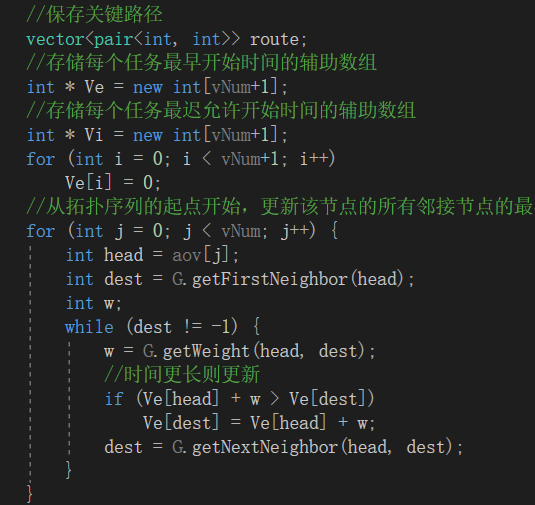 //保存关键路径
vector<pair<int, int>> route;
//存储每个任务最早开始时间的辅助数组
int * Ve = new int[vNum+1];
//存储每个任务最迟允许开始时间的辅助数组
int * Vi = new int[vNum+1];
for (int i = 0; i < vNum+1; i++)
    Ve[i] = 0;
//从拓扑序列的起点开始，更新该节点的所有邻接节点的最
for (int j = 0; j < vNum; j++) {
    int head = aov[j];
    int dest = G.getFirstNeighbor(head);
    int w;
    while (dest != -1) {
        w = G.getWeight(head, dest);
        //时间更长则更新
        if (Ve[head] + w > Ve[dest])
            Ve[dest] = Ve[head] + w;
        dest = G.getNextNeighbor(head, dest);
    }
}